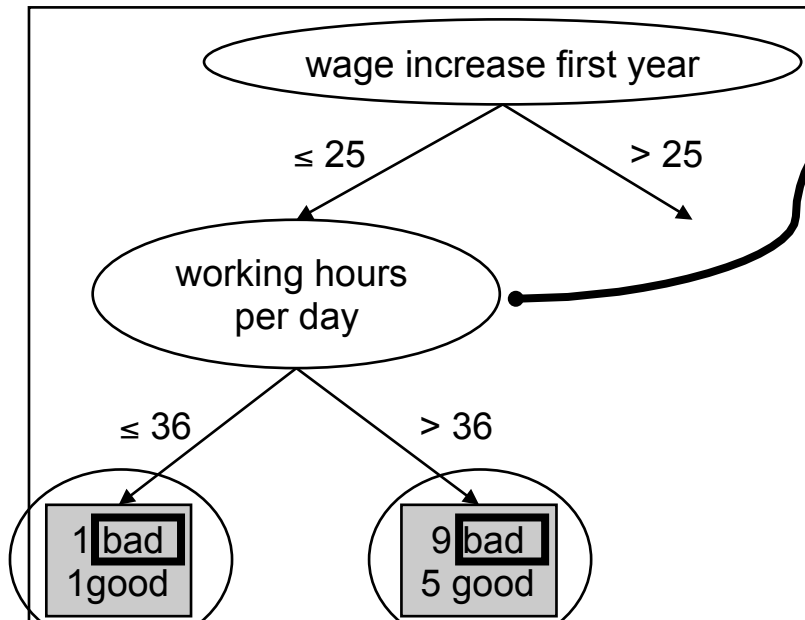 wage increase first year
≤ 25
> 25
working hours
per day
≤ 36
> 36
1 bad
1good
9 bad
5 good